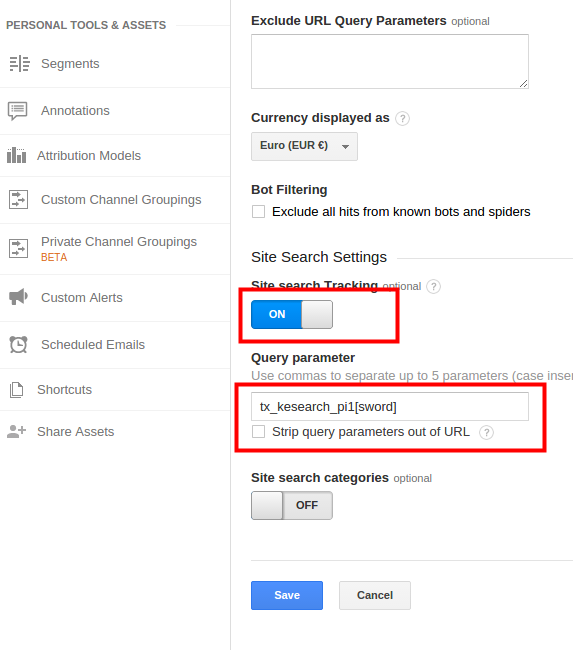 PERSONAL TOOLS & ASSETS
Segments
Annotations
Attribution Models
Custom Channel Groupings
Private Channel Groupings
BETA
Custom Alerts
Scheduled Emails
Shortcuts
Share Assets
Exclude URL Query Parameters optional
Currency displayed as ?
Euro (EUR €)
Bot Filtering
Exclude all hits from known bots and spiders
Site Search Settings
Site search Tracking optional ?
ON
Query parameter
Use commas to separate up to 5 parameters (case inser
tx_kesearch_pi1[sword]
Strip query parameters out of URL ?
Site search categories optional
OFF
Save Cancel